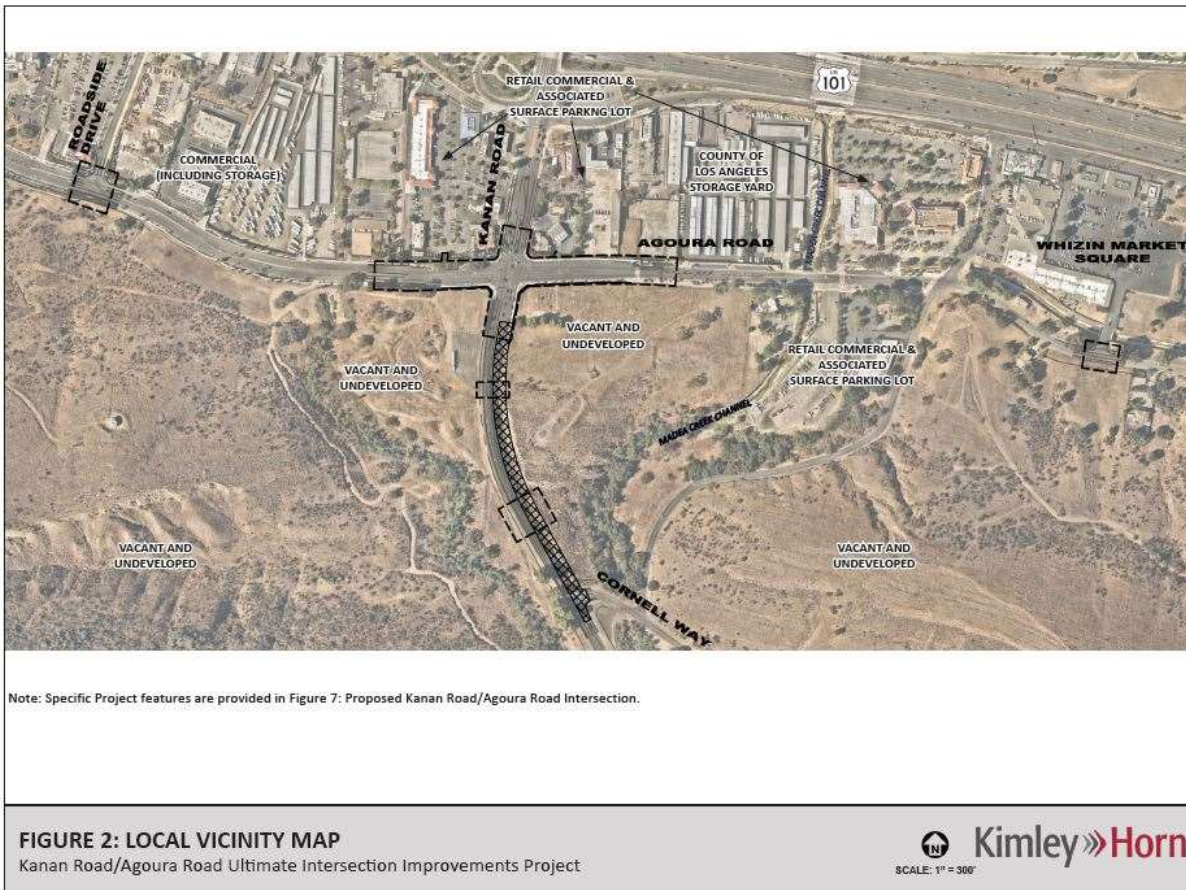 US
101
ROADSIDE
DRIVE
RETAIL COMMERCIAL &
ASSOCIATED
SURFACE PARKNG LOT
KANAN ROAD
COMMERCIAL
(INCLUDING STORAGE)
COUNTY OF
LOS ANGELES
STORAGE YARD
AGOURA ROAD
WHIZIN MARKET
SQUARE
VACANT AND
UNDEVELOPED
VACANT AND
UNDEVELOPED
RETAIL COMMERCIAL &
ASSOCIATED
SURFACE PARKING LOT
MADEA CREEK CHANNEL
VACANT AND
UNDEVELOPED
VACANT AND
UNDEVELOPED
CORNELL WAY
Note: Specific Project features are provided in Figure 7: Proposed Kanan Road/Agoura Road Intersection.
FIGURE 2: LOCAL VICINITY MAP
Kanan Road/Agoura Road Ultimate Intersection Improvements Project
N
SCALE: 1" = 300'
Kimley»Horn